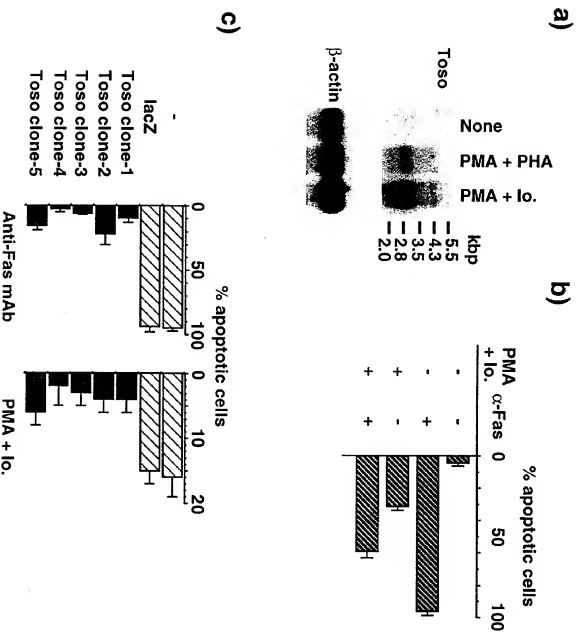 a)
None
PMA + PHA
PMA + Io.
kbp
5.5
4.3
3.5
2.8
2.0
Toso
β-actin
b)
% apoptotic cells
0 50 100
PMA + Io.
α-Fas
- -
- +
+ -
+ +
c)
% apoptotic cells
0 50 100
0 10 20
-
lacZ
Toso clone-1
Toso clone-2
Toso clone-3
Toso clone-4
Toso clone-5
Anti-Fas mAb
PMA + Io.